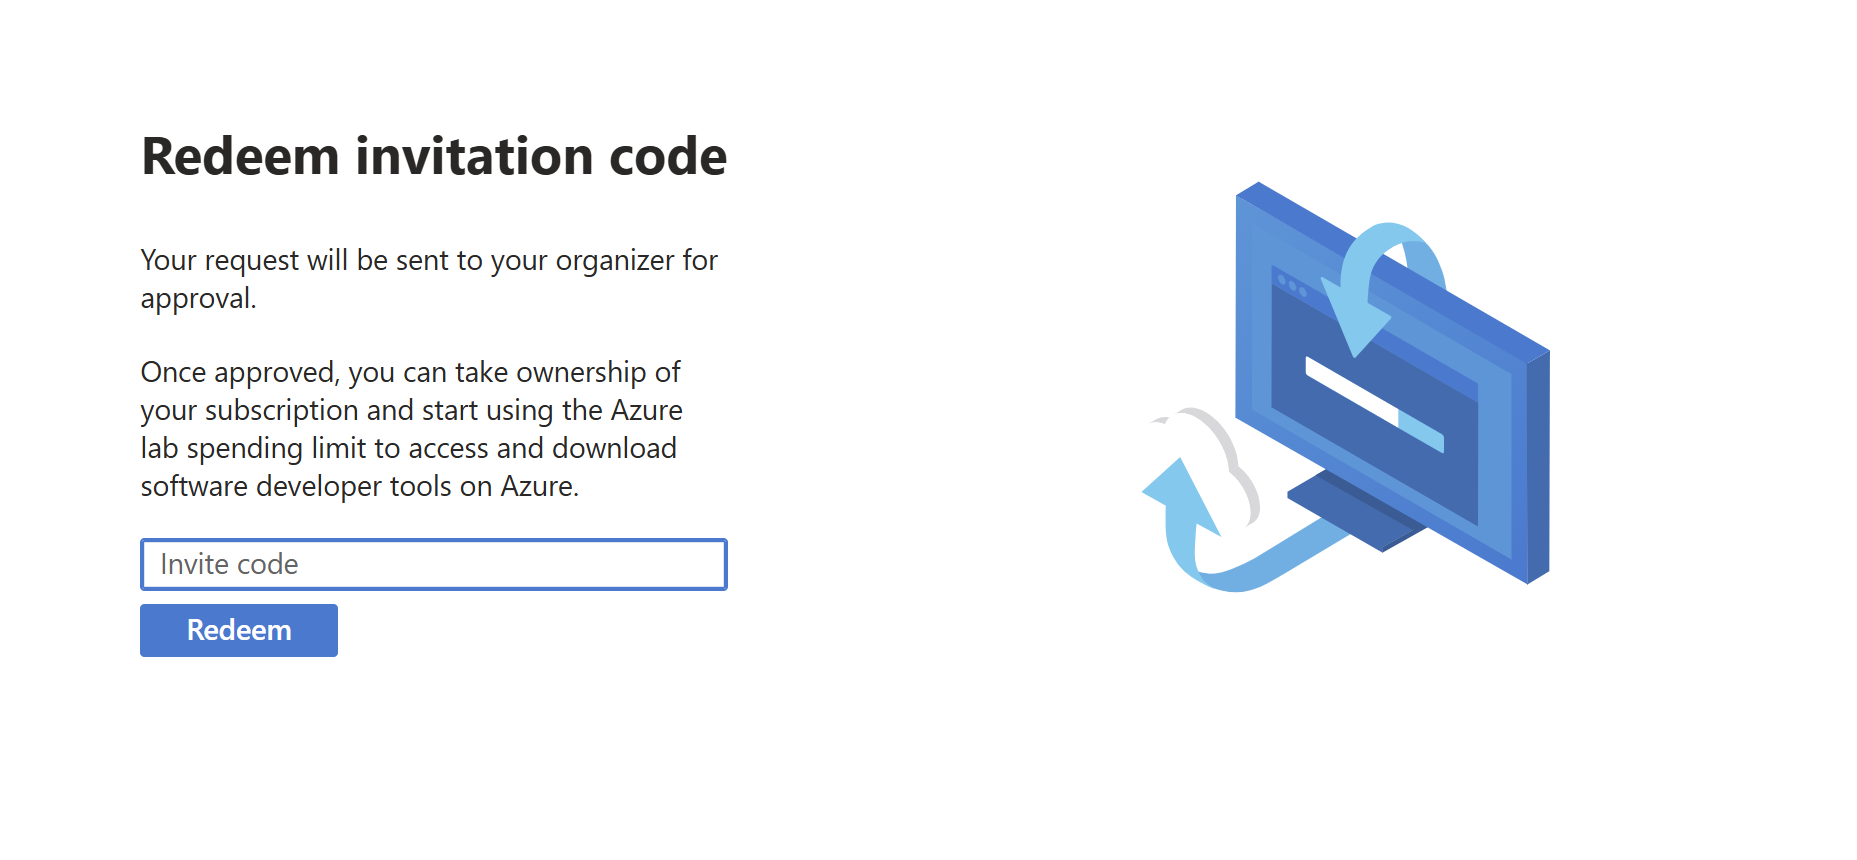 Redeem invitation code
Your request will be sent to your organizer for
approval.
Once approved, you can take ownership of
your subscription and start using the Azure
lab spending limit to access and download
software developer tools on Azure.
Invite code
Redeem